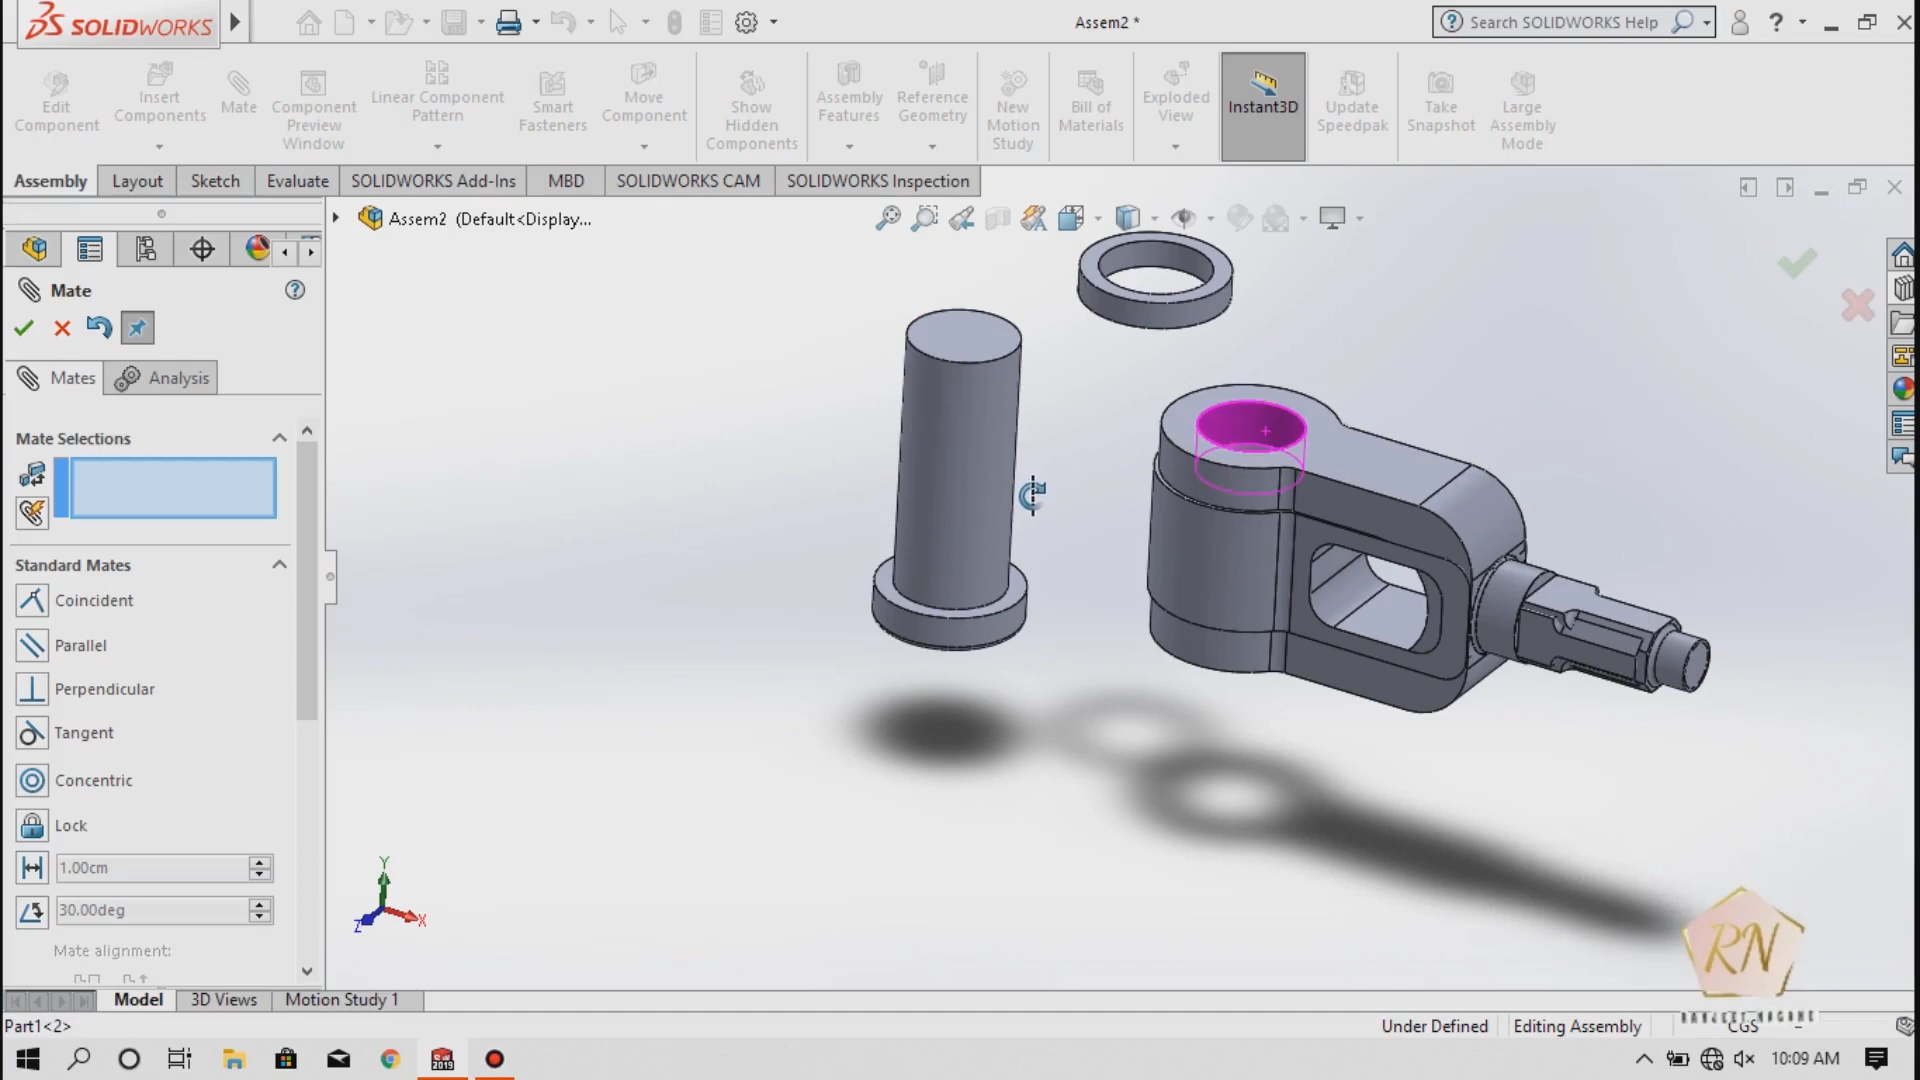 SOLIDWORKS
Assem2 *
Search SOLIDWORKS Help
?
Edit Component
Insert Components
Mate
Component Preview Window
Linear Component Pattern
Smart Fasteners
Move Component
Show Hidden Components
Assembly Features
Reference Geometry
New Motion Study
Bill of Materials
Exploded View
Instant3D
Update Speedpak
Take Snapshot
Large Assembly Mode
Assembly
Layout
Sketch
Evaluate
SOLIDWORKS Add-Ins
MBD
SOLIDWORKS CAM
SOLIDWORKS Inspection
Assem2 (Default<Display...
Mate
?
Mates
Analysis
Mate Selections
Standard Mates
Coincident
Parallel
Perpendicular
Tangent
Concentric
Lock
1.00cm
30.00deg
Mate alignment:
Y
X
Z
RN
Model
3D Views
Motion Study 1
Part1<2>
Under Defined
Editing Assembly
CGS
SW
2019
10:09 AM